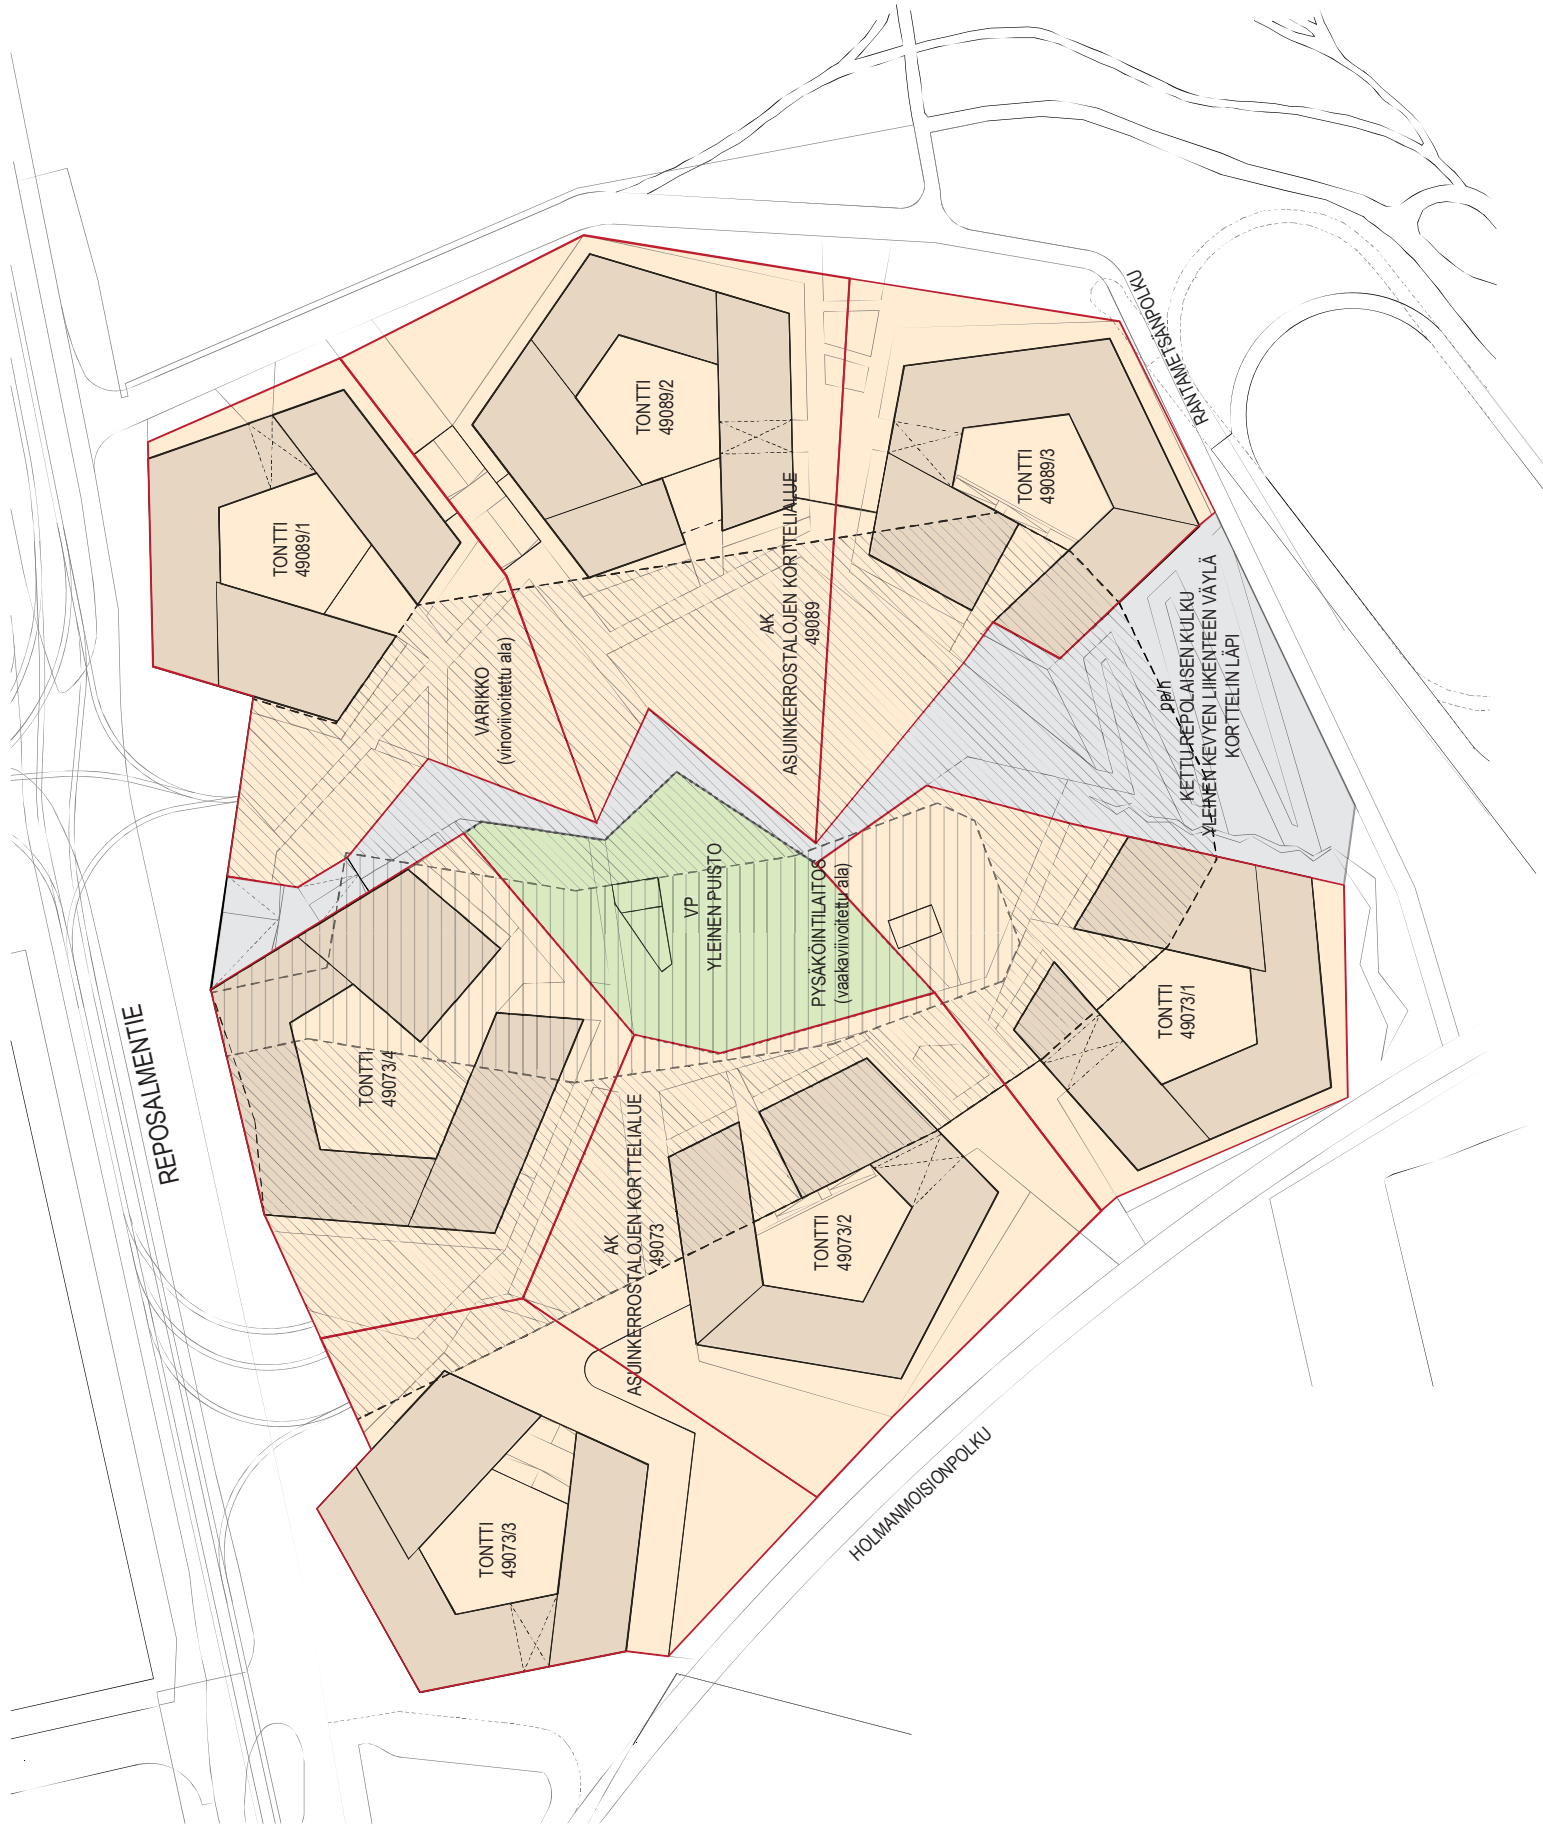 TONTTI
49089/1
TONTTI
49089/2
TONTTI
49089/3
RANTAMETSÄNPOLKU
VARIKKO
(vinoviivoitettu ala)
AK
ASUINKERROSTALOJEN KORTTELIALUE
49089
pp/h
KETTU REPOLAISEN KULKU
YLEINEN KEVYEN LIIKENTEEN VÄYLÄ
KORTTELIN LÄPI
VP
YLEINEN PUISTO
PYSÄKÖINTILAITOS
(vaakaviivoitettu ala)
REPOSALMENTIE
TONTTI
49073/4
TONTTI
49073/1
AK
ASUINKERROSTALOJEN KORTTELIALUE
49073
TONTTI
49073/2
TONTTI
49073/3
HOLMANMOISIONPOLKU